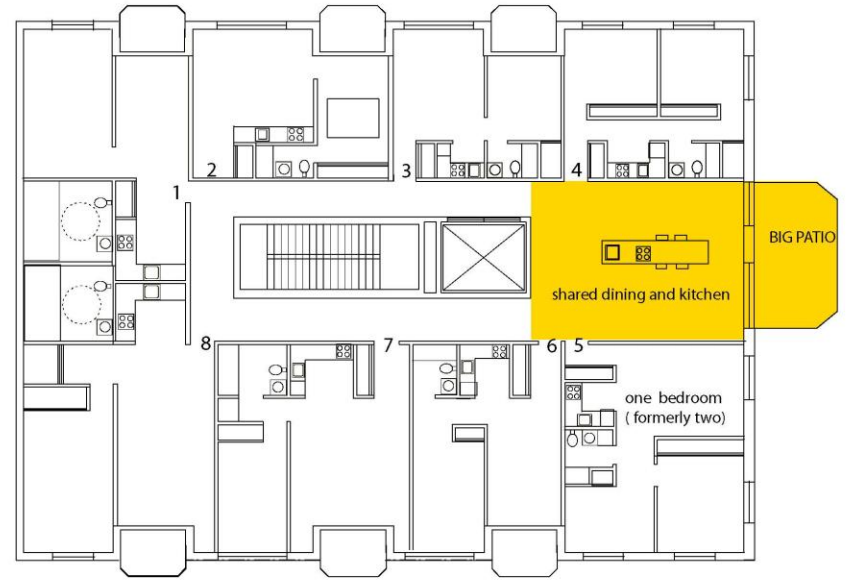 2
3
4
1
BIG PATIO
shared dining and kitchen
8
7
6
5
one bedroom
( formerly two)